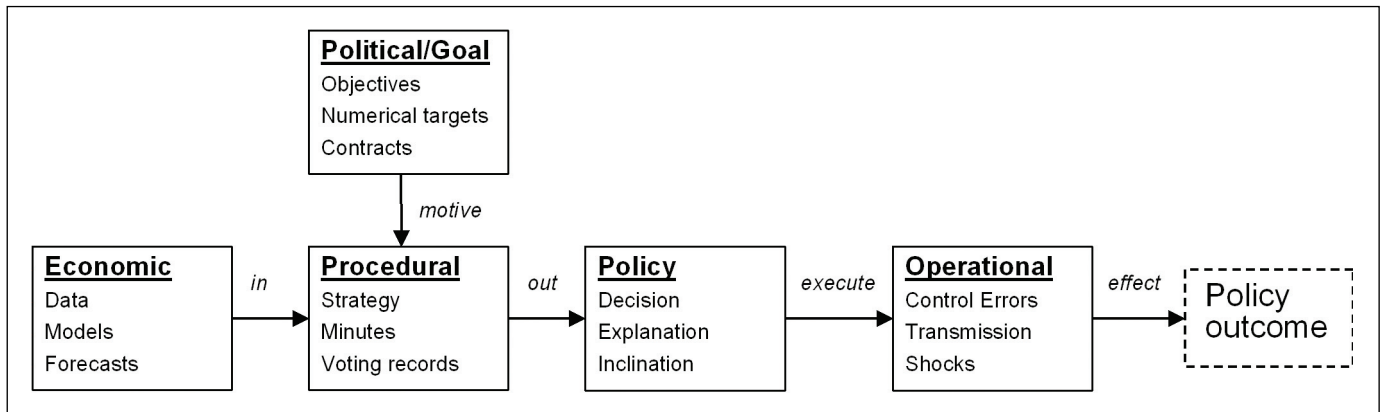 Political/Goal
Objectives
Numerical targets
Contracts
motive
Economic
Data
Models
Forecasts
in
Procedural
Strategy
Minutes
Voting records
out
Policy
Decision
Explanation
Inclination
execute
Operational
Control Errors
Transmission
Shocks
effect
Policy
outcome